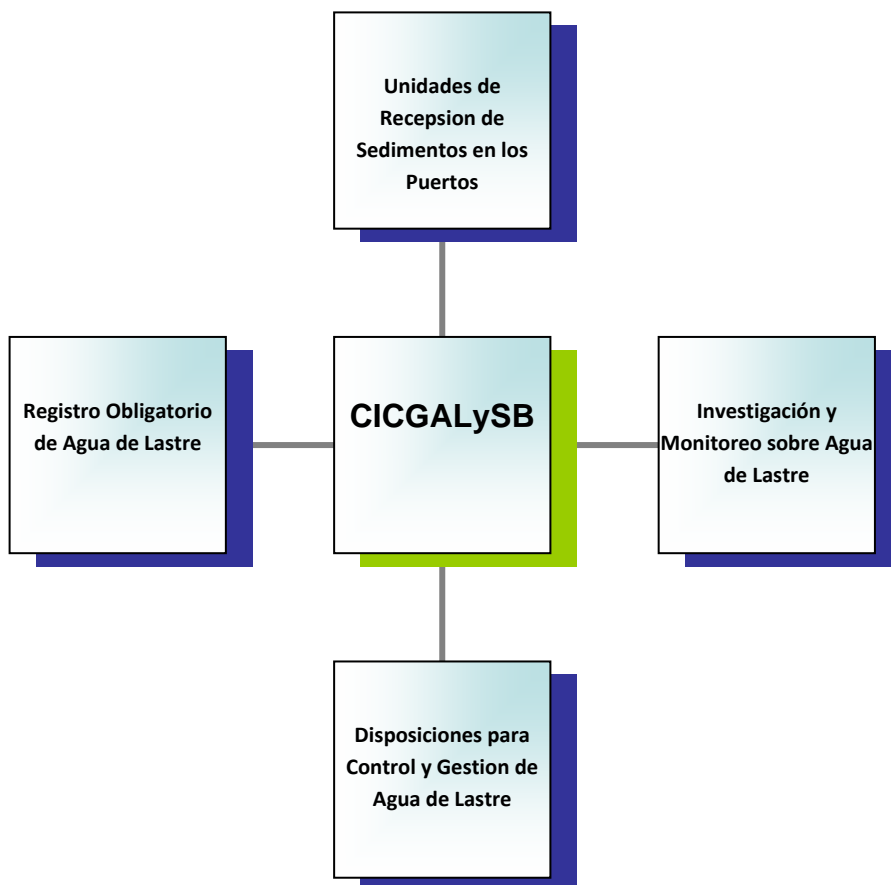 Unidades de
Recepsion de
Sedimentos en los
Puertos
Registro Obligatorio
de Agua de Lastre
CICGALySB
Investigación y
Monitoreo sobre Agua
de Lastre
Disposiciones para
Control y Gestion de
Agua de Lastre